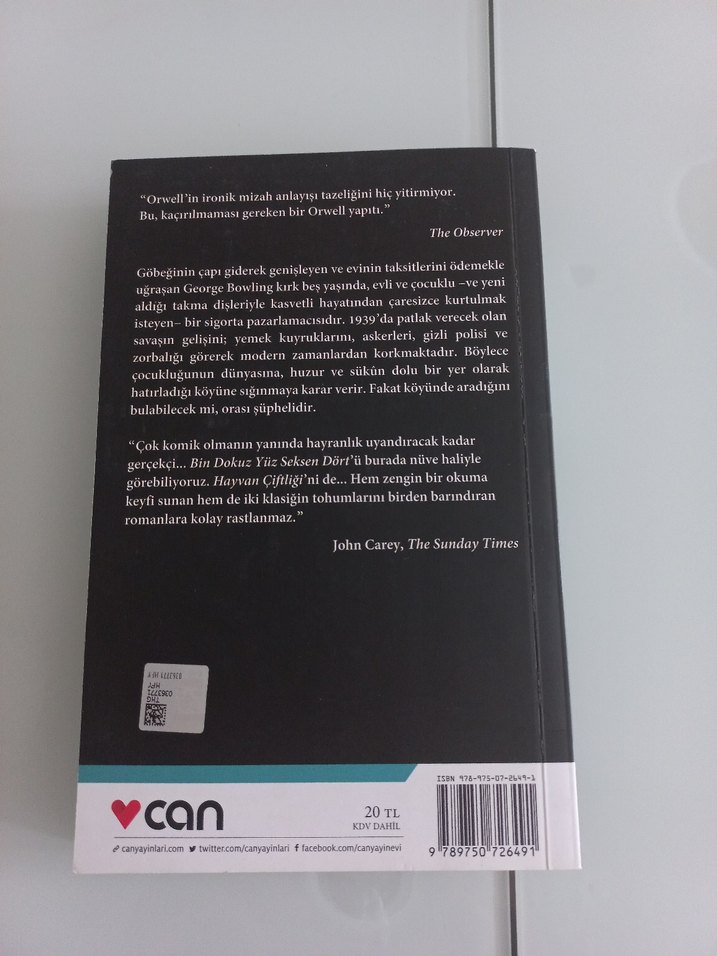 “Orwell’in ironik mizah anlayışı tazeliğini hiç yitirmiyor.
Bu, kaçırılmaması gereken bir Orwell yapıtı.”
The Observer
Göbeğinin çapı giderek genişleyen ve evinin taksitlerini ödemekle
uğraşan George Bowling kırk beş yaşında, evli ve çocuklu –ve yeni
aldığı takma dişleriyle kasvetli hayatından çaresizce kurtulmak
isteyen– bir sigorta pazarlamacısıdır. 1939’da patlak verecek olan
savaşın gelişini; yemek kuyruklarını, askerleri, gizli polisi ve
zorbalığı görerek modern zamanlardan korkmaktadır. Böylece
çocukluğunun dünyasına, huzur ve sükûn dolu bir yer olarak
hatırladığı köyüne sığınmaya karar verir. Fakat köyünde aradığını
bulabilecek mi, orası şüphelidir.
“Çok komik olmanın yanında hayranlık uyandıracak kadar
gerçekçi... Bin Dokuz Yüz Seksen Dört’ü burada nüve haliyle
görebiliyoruz. Hayvan Çiftliği’ni de... Hem zengin bir okuma
keyfi sunan hem de iki klasiğin tohumlarını birden barındıran
romanlara kolay rastlanmaz.”
John Carey, The Sunday Times
THG
HFY
0363771
0363771 HFY
ISBN 978-975-07-2649-1
can
20 TL
KDV DAHİL
9 789750 726491
canyayinlari.com twitter.com/canyayinlari facebook.com/canyayinevi